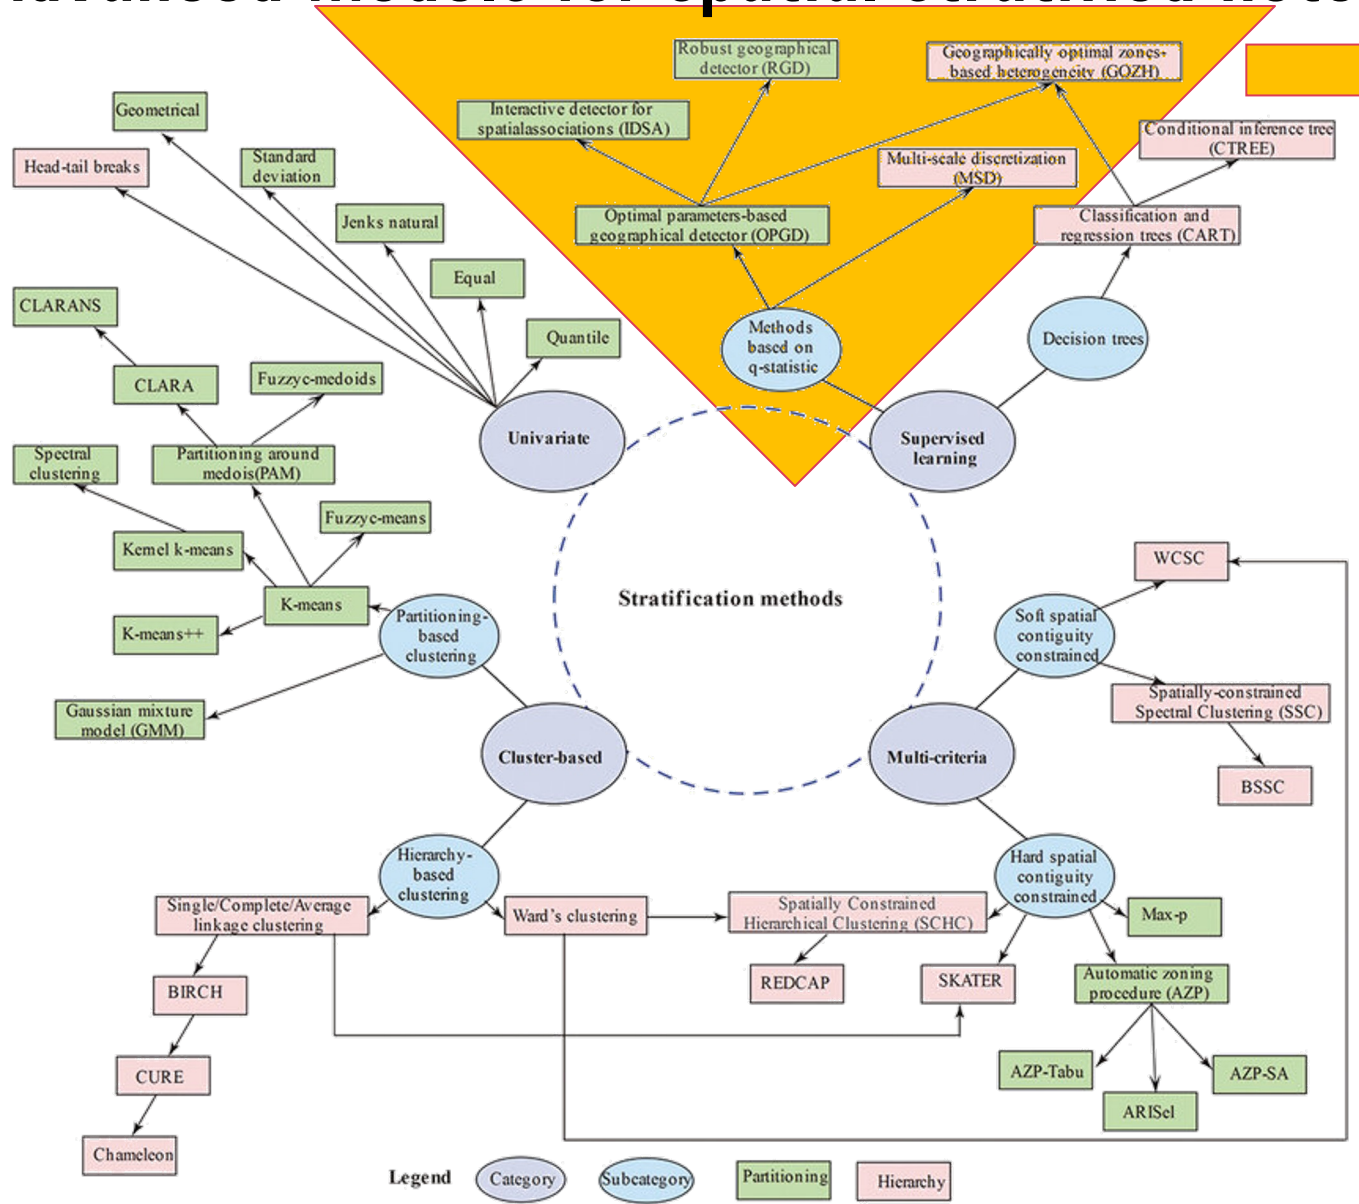 Advanced models for spatial stratified hete
Robust geographical
detector (RGD)
Geographically optimal zones-
based heterogeneity (GOZH)
Geometrical
Interactive detector for
spatialassociations (IDSA)
Conditional inference tree
(CTREE)
Head-tail breaks
Standard
deviation
Multi-scale discretization
(MSD)
Jenks natural
Optimal parameters-based
geographical detector (OPGD)
Classification and
regression trees (CART)
Equal
CLARANS
Quantile
Methods
based on
q-statistic
Decision trees
CLARA
Fuzzyc-medoids
Univariate
Supervised
learning
Spectral
clustering
Partitioning around
medois(PAM)
Fuzzyc-means
Kernel k-means
WCSC
K-means
Stratification methods
K-means++
Partitioning-
based
clustering
Soft spatial
contiguity
constrained
Gaussian mixture
model (GMM)
Spatially-constrained
Spectral Clustering (SSC)
Cluster-based
Multi-criteria
BSSC
Hierarchy-
based
clustering
Hard spatial
contiguity
constrained
Single/Complete/Average
linkage clustering
Ward's clustering
Spatially Constrained
Hierarchical Clustering (SCHC)
Max-p
BIRCH
REDCAP
SKATER
Automatic zoning
procedure (AZP)
CURE
AZP-Tabu
AZP-SA
ARISel
Chameleon
Legend
Category
Subcategory
Partitioning
Hierarchy